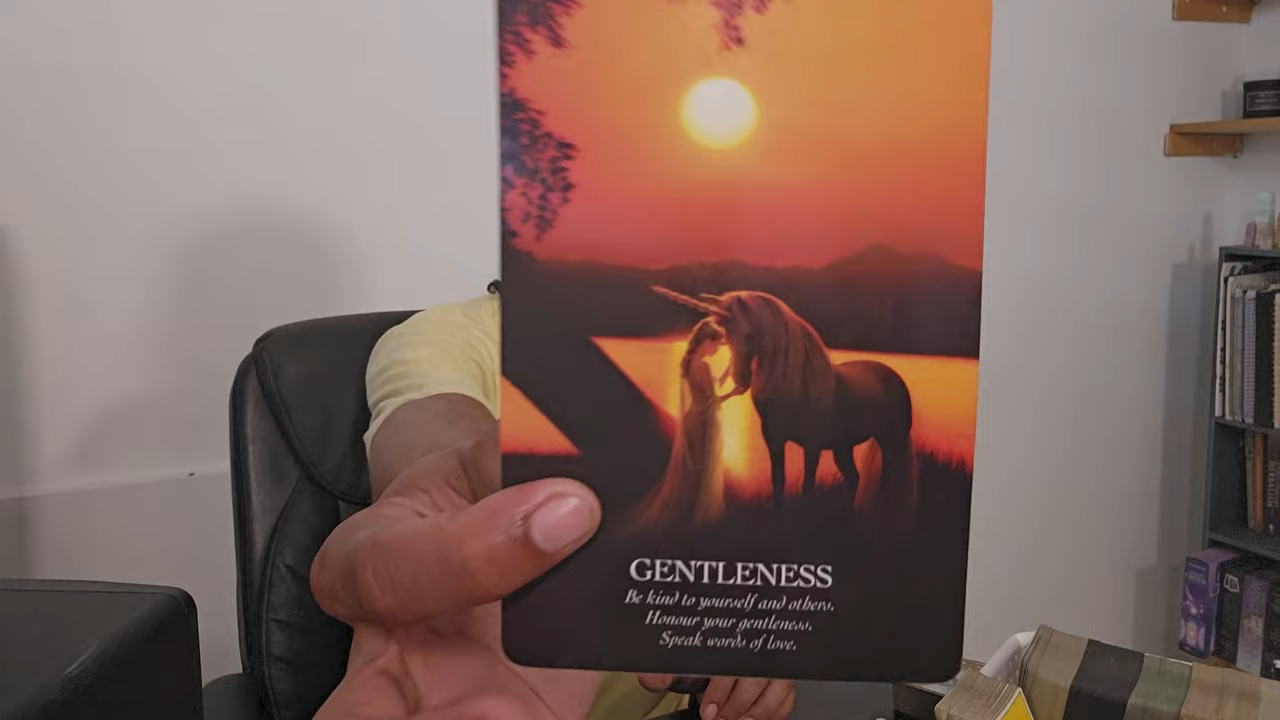 GENTLENESS
Be kind to yourself and others.
Honour your gentleness.
Speak words of love.